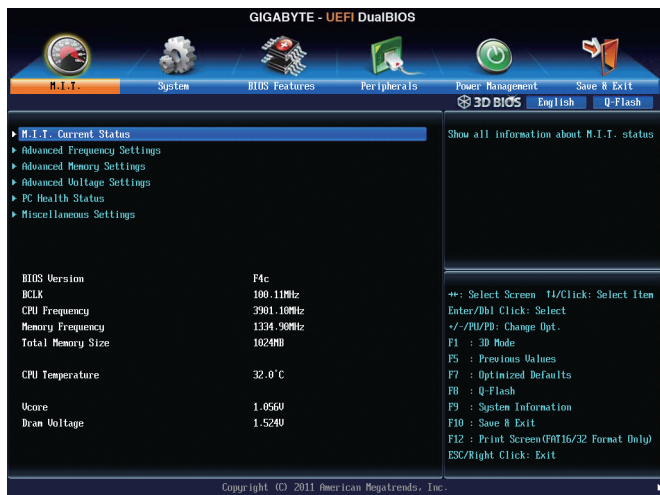 GIGABYTE - UEFI DualBIOS
M.I.T.
System
BIOS Features
Peripherals
Power Management
Save & Exit
3D BIOS
English
Q-Flash
M.I.T. Current Status
Advanced Frequency Settings
Advanced Memory Settings
Advanced Voltage Settings
PC Health Status
Miscellaneous Settings
Show all information about M.I.T. status
BIOS Version F4c
BCLK 100.11MHz
CPU Frequency 3901.10MHz
Memory Frequency 1334.90MHz
Total Memory Size 1024MB
CPU Temperature 32.0°C
Vcore 1.056V
Dram Voltage 1.524V
→←: Select Screen ↑↓/Click: Select Item
Enter/Dbl Click: Select
+/-/PU/PD: Change Opt.
F1 : 3D Mode
F5 : Previous Values
F7 : Optimized Defaults
F8 : Q-Flash
F9 : System Information
F10 : Save & Exit
F12 : Print Screen(FAT16/32 Format Only)
ESC/Right Click: Exit
Copyright (C) 2011 American Megatrends, Inc.